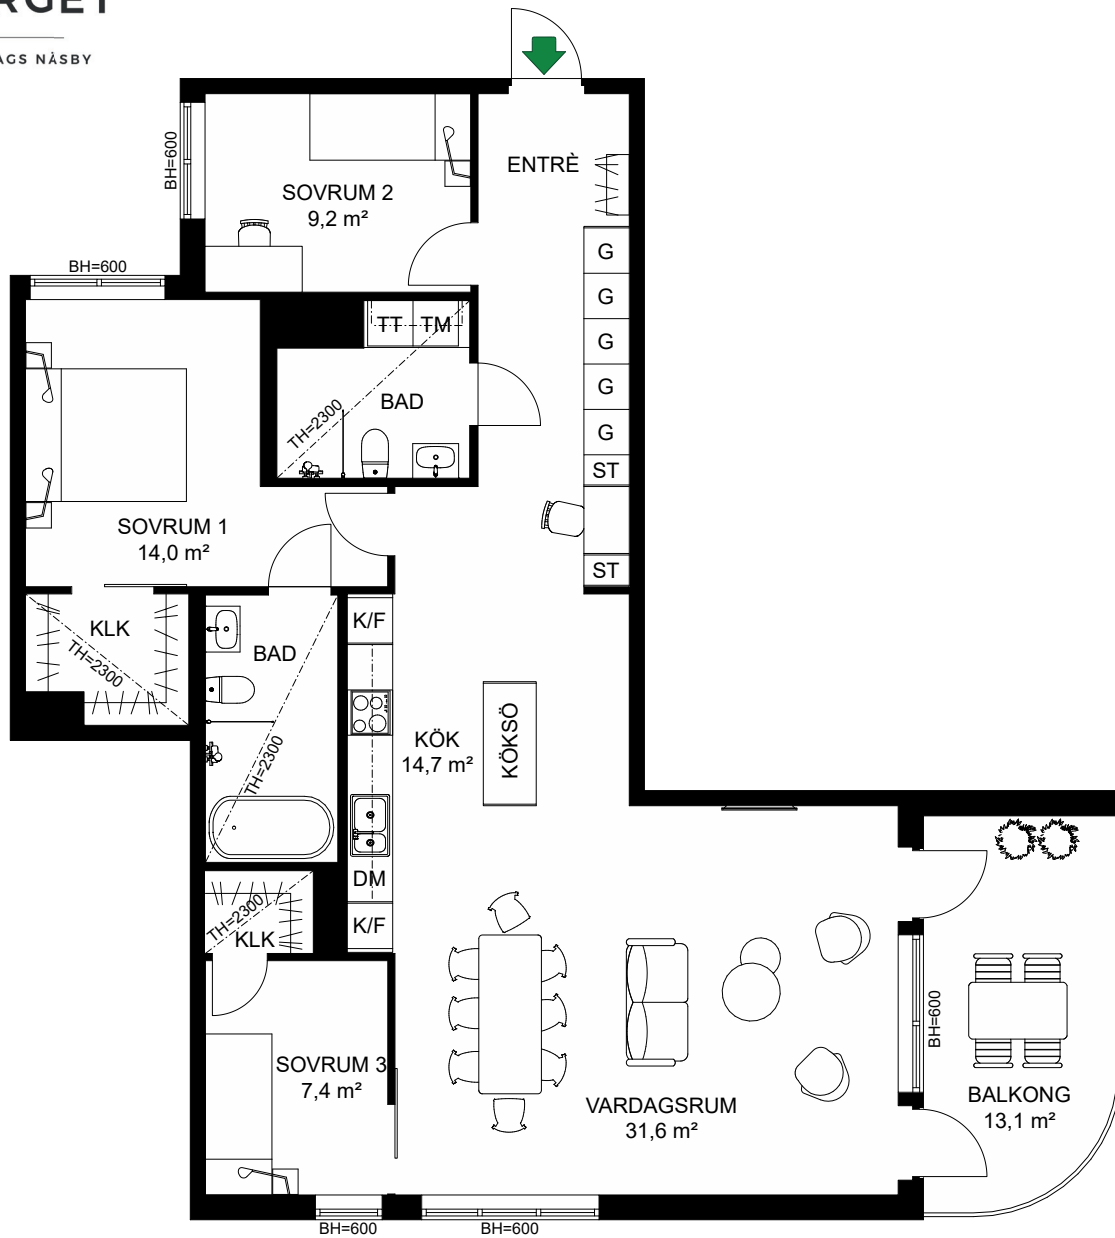 AGS NÄSBY
ENTRÈ
BH=600
SOVRUM 2
9,2 m²
G
BH=600
G
TT TM
G
G
BAD
TH=2300
G
ST
SOVRUM 1
14,0 m²
ST
K/F
KLK
TH=2300
BAD
KÖK
14,7 m²
KÖKSÖ
TH=2300
DM
K/F
TH=2300
KLK
BH=600
SOVRUM 3
7,4 m²
VARDAGSRUM
31,6 m²
BALKONG
13,1 m²
BH=600
BH=600